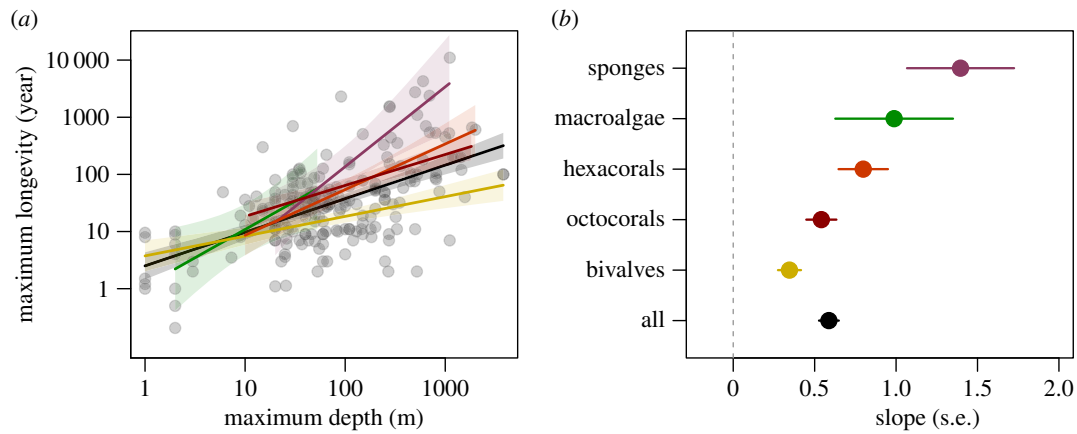 (a)
maximum longevity (year)
10 000
1000
100
10
1
1 10 100 1000
maximum depth (m)
(b)
sponges
macroalgae
hexacorals
octocorals
bivalves
all
0 0.5 1.0 1.5 2.0
slope (s.e.)